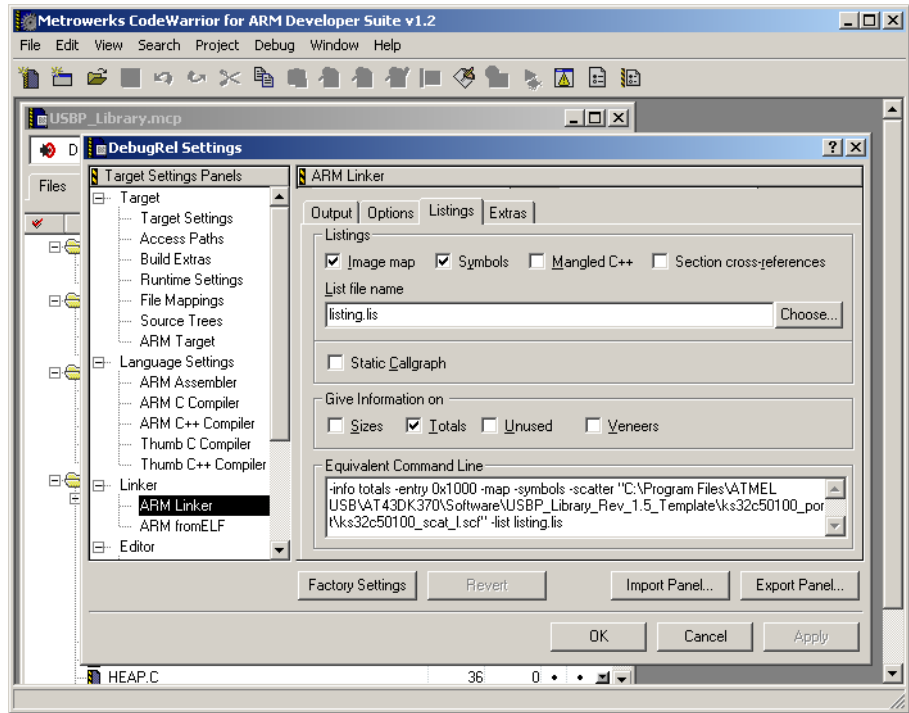 Metrowerks CodeWarrior for ARM Developer Suite v1.2
File Edit View Search Project Debug Window Help
USBP_Library.mcp
D
DebugRel Settings
Files
Target Settings Panels
Target
Target Settings
Access Paths
Build Extras
Runtime Settings
File Mappings
Source Trees
ARM Target
Language Settings
ARM Assembler
ARM C Compiler
ARM C++ Compiler
Thumb C Compiler
Thumb C++ Compiler
Linker
ARM Linker
ARM fromELF
Editor
ARM Linker
Output Options Listings Extras
Listings
Image map Symbols Mangled C++ Section cross-references
List file name
listing.lis Choose...
Static Callgraph
Give Information on
Sizes Totals Unused Veneers
Equivalent Command Line
-info totals -entry 0x1000 -map -symbols -scatter "C:\Program Files\ATMEL
USB\AT43DK370\Software\USBP_Library_Rev_1.5_Template\ks32c50100_por
t\ks32c50100_scat_l.scf" -list listing.lis
Factory Settings Revert Import Panel... Export Panel...
OK Cancel Apply
HEAP.C 36 0